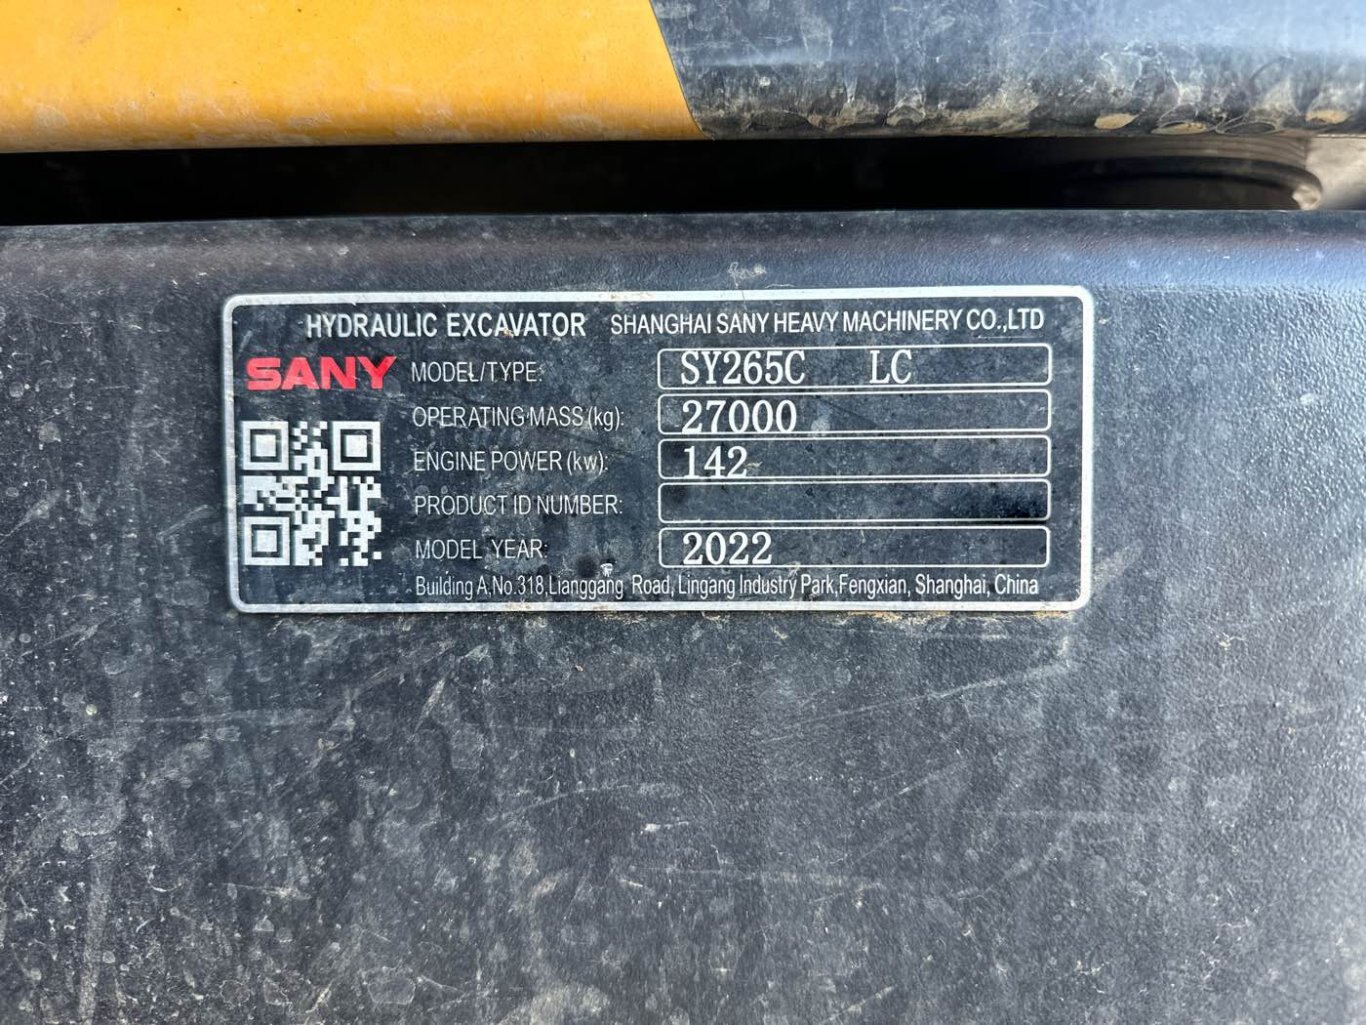 HYDRAULIC EXCAVATOR SHANGHAI SANY HEAVY MACHINERY CO.,LTD
SANY MODEL/TYPE: SY265C LC
OPERATING MASS (kg): 27000
ENGINE POWER (kw): 142
PRODUCT ID NUMBER:
MODEL YEAR: 2022
Building A,No.318,Lianggang Road, Lingang Industry Park,Fengxian, Shanghai, China